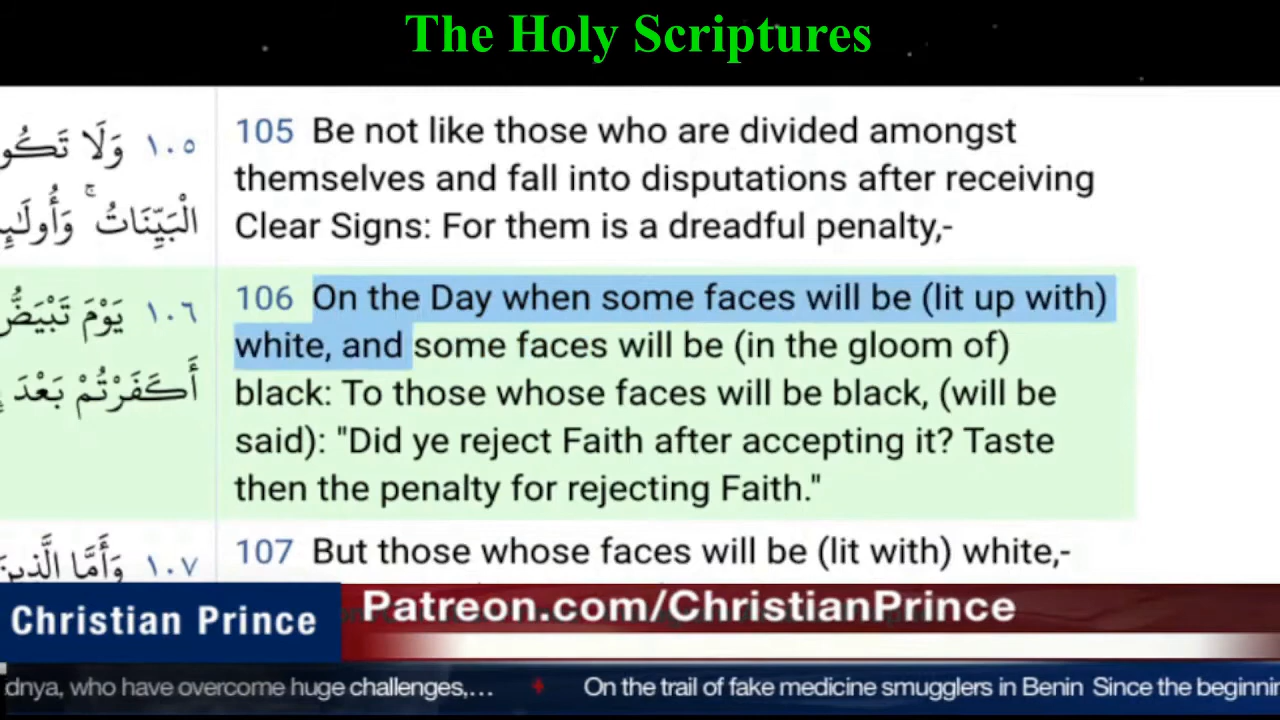 The Holy Scriptures
105 Be not like those who are divided amongst
themselves and fall into disputations after receiving
Clear Signs: For them is a dreadful penalty,-
١٠٥ وَلَا
الْبَيِّنَاتُ ۚ
106 On the Day when some faces will be (lit up with)
white, and some faces will be (in the gloom of)
black: To those whose faces will be black, (will be
said): "Did ye reject Faith after accepting it? Taste
then the penalty for rejecting Faith."
١٠٦ يَوْمَ
أَكَفَرْتُمْ بَعْدَ
107 But those whose faces will be (lit with) white,-
١٠٧ وَأَمَّا
Christian Prince
Patreon.com/ChristianPrince
dnya, who have overcome huge challenges,... On the trail of fake medicine smugglers in Benin Since the